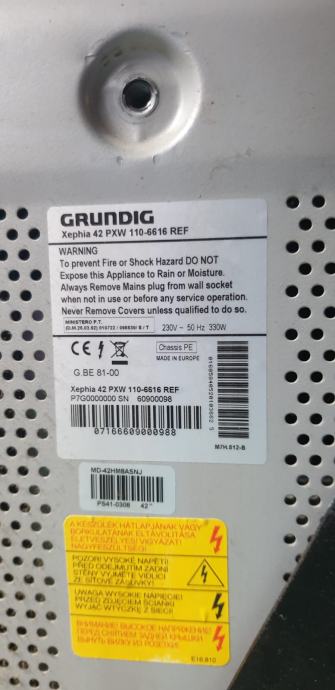 GRUNDIG
Xephia 42 PXW 110-6616 REF
WARNING
To prevent Fire or Shock Hazard DO NOT
Expose this Appliance to Rain or Moisture.
Always Remove Mains plug from wall socket
when not in use or before any service operation.
Never Remove Covers unless qualified to do so.
MINISTERO P.T.
230V ~ 50 Hz 330W
CE
Chassis PE
MADE IN EUROPE
G.BE 81-00
Xephia 42 PXW 110-6616 REF
P7G0000000 SN 60900098
07166609000988
M7H.512-B
MD-42HM8ASNJ
PS41-0308 42"
A KÉSZÜLÉK HÁTLAPJÁNAK VAGY
BURKOLATÁNAK ELTÁVOLÍTÁSA
ÉLETVESZÉLYES! VIGYÁZAT!
NAGYFESZÜLTSÉG!
POZOR! VYSOKÉ NAPĚTÍ!
PŘED ODEJMUTÍM ZADNÍ
STĚNY VYJMĚTE VIDLICI
ZE SÍŤOVÉ ZÁSUVKY!
UWAGA WYSOKIE NAPIĘCIE!
PRZED ZDJĘCIEM ŚCIANKI
WYJĄĆ WTYCZKĘ Z SIECI!
ВНИМАНИЕ! ВЫСОКОЕ НАПРЯЖЕНИЕ!
ПЕРЕД СНЯТИЕМ ЗАДНЕЙ КРЫШКИ
ВЫНУТЬ ВИЛКУ ИЗ РОЗЕТКИ!
E16.810